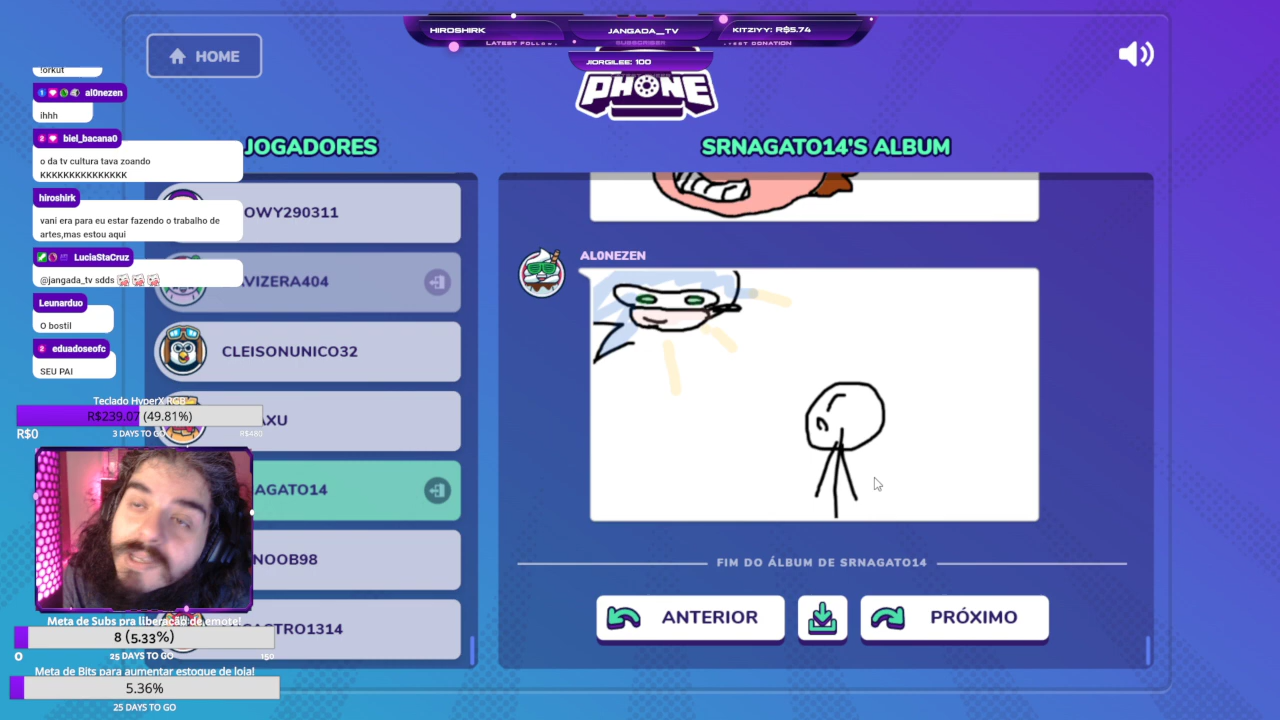 HIROSHIRK
LATEST FOLLOW
JANGADA_TV
SUBSCRIBER
KITZIYY: R$5.74
LATEST DONATION
JIORGILEE: 100
PHONE
HOME
!orkut
al0nezen
ihhh
biel_bacana0
o da tv cultura tava zoando
KKKKKKKKKKKKKKK
hiroshirk
vani era para eu estar fazendo o trabalho de
artes,mas estou aqui
LuciaStaCruz
@jangada_tv sdds
Leunarduo
O bostil
eduadoseofc
SEU PAI
Teclado HyperX RGB
R$239.07 (49.81%)
R$0
3 DAYS TO GO
R$480
JOGADORES
OWY290311
VIZERA404
CLEISONUNICO32
AXU
AGATO14
NOOB98
ASTRO1314
SRNAGATO14'S ALBUM
AL0NEZEN
FIM DO ÁLBUM DE SRNAGATO14
ANTERIOR
PRÓXIMO
Meta de Subs pra liberação de emote!
8 (5.33%)
0
25 DAYS TO GO
150
Meta de Bits para aumentar estoque de lola!
5.36%
25 DAYS TO GO